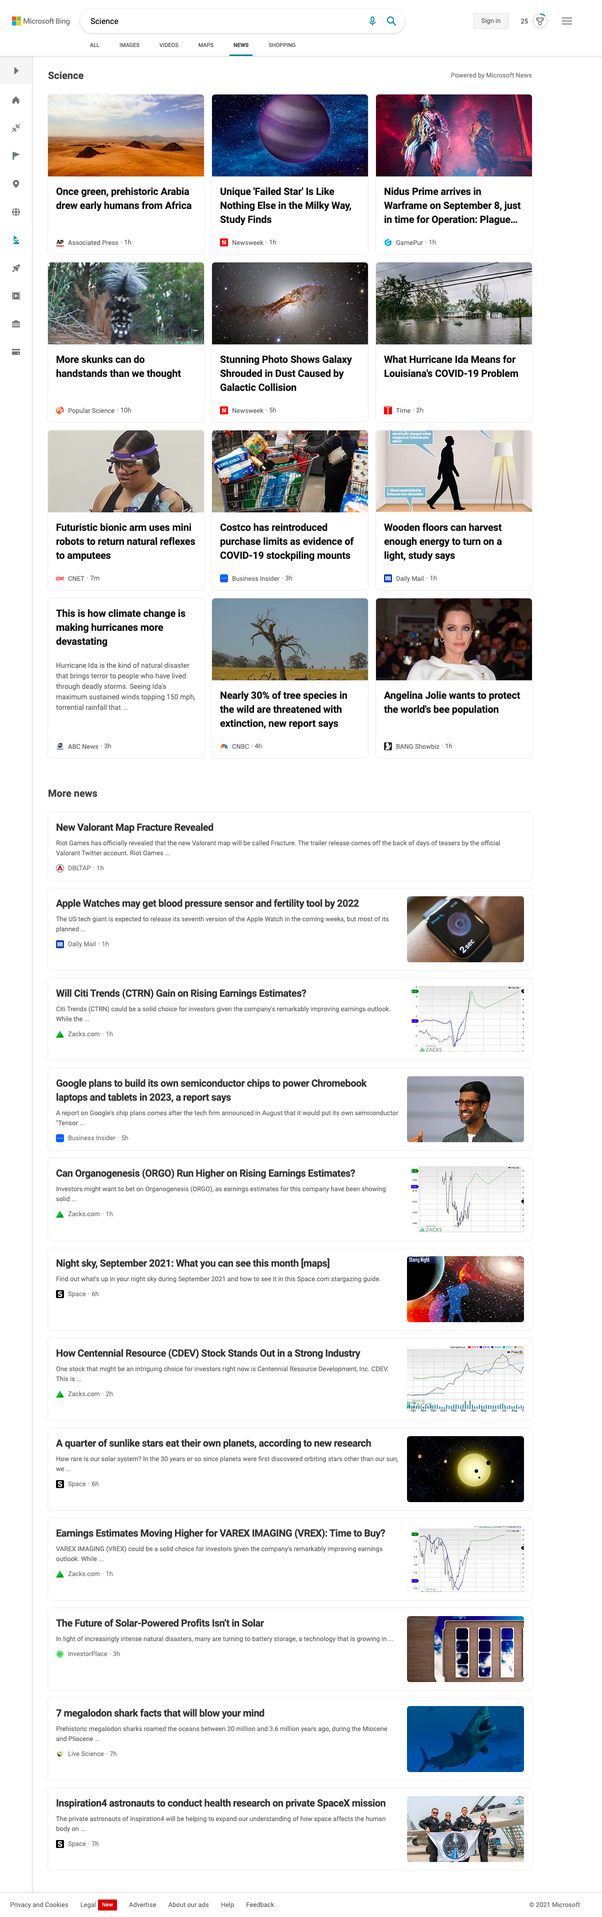 Microsoft Bing
Science
Sign in
25
ALL
IMAGES
VIDEOS
MAPS
NEWS
SHOPPING
Science
Powered by Microsoft News
Once green, prehistoric Arabia
drew early humans from Africa
AP Associated Press · 1h
Unique 'Failed Star' Is Like
Nothing Else in the Milky Way,
Study Finds
N Newsweek · 1h
Nidus Prime arrives in
Warframe on September 8, just
in time for Operation: Plague...
GamePur · 1h
More skunks can do
handstands than we thought
Popular Science · 10h
Stunning Photo Shows Galaxy
Shrouded in Dust Caused by
Galactic Collision
N Newsweek · 5h
What Hurricane Ida Means for
Louisiana's COVID-19 Problem
T Time · 2h
Futuristic bionic arm uses mini
robots to return natural reflexes
to amputees
CNET · 7m
Costco has reintroduced
purchase limits as evidence of
COVID-19 stockpiling mounts
Business Insider · 3h
Wooden floors can harvest
enough energy to turn on a
light, study says
Daily Mail · 1h
This is how climate change is
making hurricanes more
devastating
Hurricane Ida is the kind of natural disaster
that brings terror to people who have lived
through deadly storms. Seeing Ida's
maximum sustained winds topping 150 mph,
torrential rainfall that ...
ABC News · 3h
Nearly 30% of tree species in
the wild are threatened with
extinction, new report says
CNBC · 4h
Angelina Jolie wants to protect
the world's bee population
BANG Showbiz · 1h
More news
New Valorant Map Fracture Revealed
Riot Games has officially revealed that the new Valorant map will be called Fracture. The trailer release comes off the back of days of teasers by the official
Valorant Twitter account. Riot Games ...
DBLTAP · 1h
Apple Watches may get blood pressure sensor and fertility tool by 2022
The US tech giant is expected to release its seventh version of the Apple Watch in the coming weeks, but most of its
planned ...
Daily Mail · 1h
2sec
Will Citi Trends (CTRN) Gain on Rising Earnings Estimates?
Citi Trends (CTRN) could be a solid choice for investors given the company's remarkably improving earnings outlook.
While the ...
Zacks.com · 1h
ZACKS
Google plans to build its own semiconductor chips to power Chromebook
laptops and tablets in 2023, a report says
A report on Google's chip plans comes after the tech firm announced in August that it would put its own semiconductor
"Tensor ...
Business Insider · 5h
Can Organogenesis (ORGO) Run Higher on Rising Earnings Estimates?
Investors might want to bet on Organogenesis (ORGO), as earnings estimates for this company have been showing
solid ...
Zacks.com · 1h
ZACKS
Night sky, September 2021: What you can see this month [maps]
Find out what's up in your night sky during September 2021 and how to see it in this Space.com stargazing guide.
S Space · 6h
Starry Night
How Centennial Resource (CDEV) Stock Stands Out in a Strong Industry
One stock that might be an intriguing choice for investors right now is Centennial Resource Development, Inc. CDEV.
This is ...
Zacks.com · 2h
A quarter of sunlike stars eat their own planets, according to new research
How rare is our solar system? In the 30 years or so since planets were first discovered orbiting stars other than our sun,
we ...
S Space · 6h
Earnings Estimates Moving Higher for VAREX IMAGING (VREX): Time to Buy?
VAREX IMAGING (VREX) could be a solid choice for investors given the company's remarkably improving earnings
outlook. While ...
Zacks.com · 1h
The Future of Solar-Powered Profits Isn't in Solar
In light of increasingly intense natural disasters, many are turning to battery storage, a technology that is growing in ...
InvestorPlace · 3h
7 megalodon shark facts that will blow your mind
Prehistoric megalodon sharks roamed the oceans between 20 million and 3.6 million years ago, during the Miocene
and Pliocene ...
Live Science · 7h
Inspiration4 astronauts to conduct health research on private SpaceX mission
The private astronauts of Inspiration4 will be helping to expand our understanding of how space affects the human
body on ...
S Space · 7h
Privacy and Cookies
Legal
New
Advertise
About our ads
Help
Feedback
© 2021 Microsoft